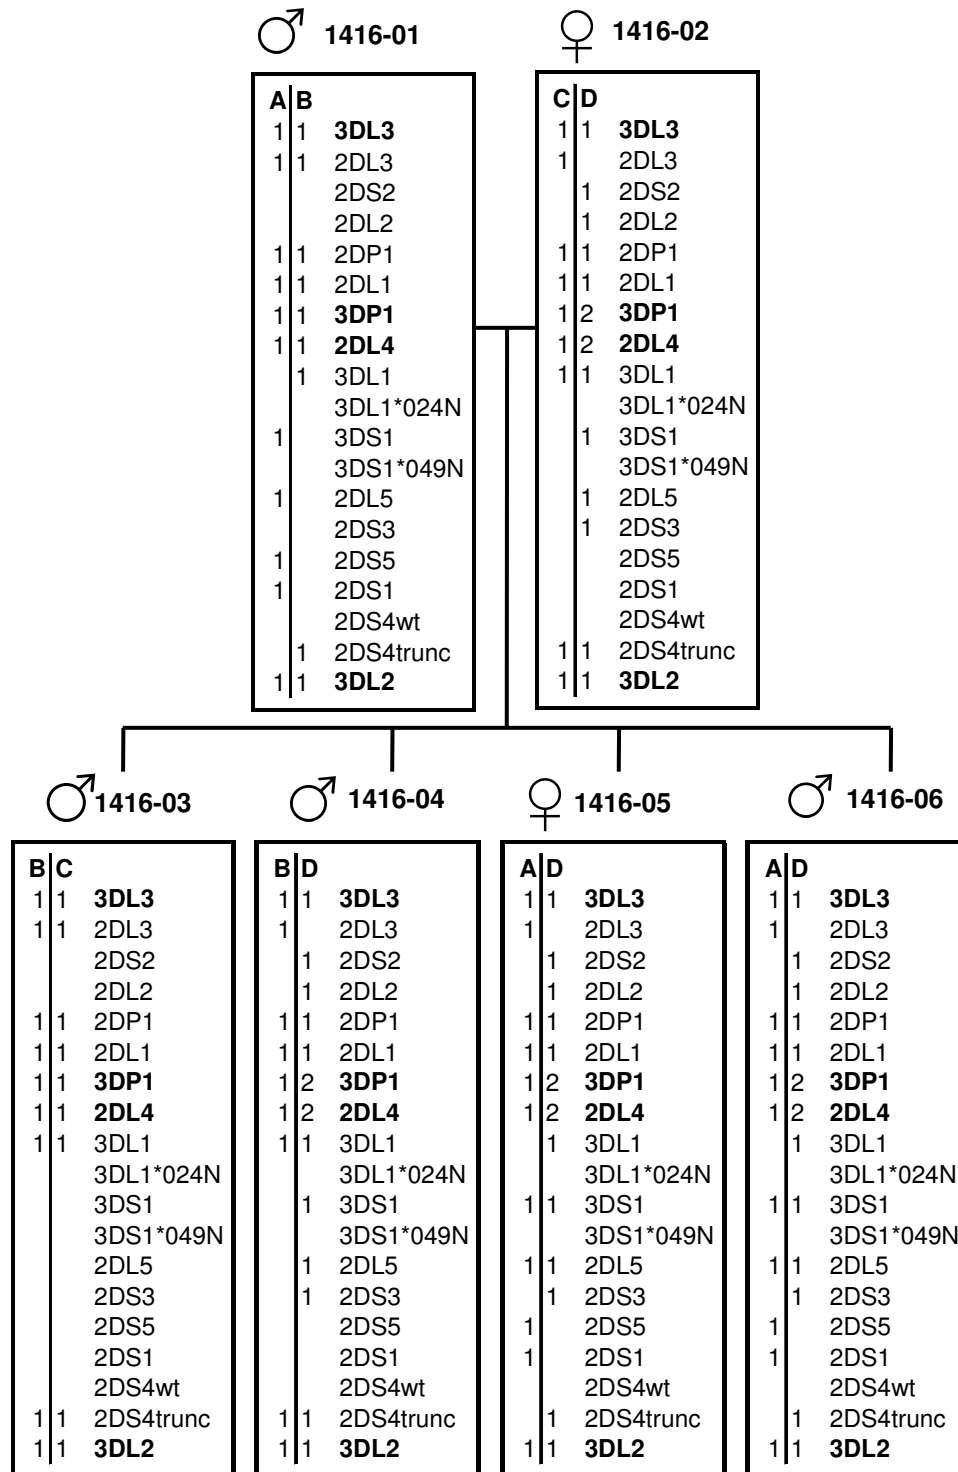 1416-01
A B
1 1 3DL3
1 1 2DL3
2DS2
2DL2
1 1 2DP1
1 1 2DL1
1 1 3DP1
1 1 2DL4
1 3DL1
3DL1*024N
1 3DS1
3DS1*049N
1 2DL5
2DS3
1 2DS5
1 2DS1
2DS4wt
1 2DS4trunc
1 1 3DL2
1416-02
C D
1 1 3DL3
1 2DL3
1 2DS2
1 2DL2
1 1 2DP1
1 1 2DL1
1 2 3DP1
1 2 2DL4
1 1 3DL1
3DL1*024N
1 3DS1
3DS1*049N
1 2DL5
1 2DS3
2DS5
2DS1
2DS4wt
1 1 2DS4trunc
1 1 3DL2
1416-03
B C
1 1 3DL3
1 1 2DL3
2DS2
2DL2
1 1 2DP1
1 1 2DL1
1 1 3DP1
1 1 2DL4
1 1 3DL1
3DL1*024N
3DS1
3DS1*049N
2DL5
2DS3
2DS5
2DS1
2DS4wt
1 1 2DS4trunc
1 1 3DL2
1416-04
B D
1 1 3DL3
1 2DL3
1 2DS2
1 2DL2
1 1 2DP1
1 1 2DL1
1 2 3DP1
1 2 2DL4
1 1 3DL1
3DL1*024N
1 3DS1
3DS1*049N
1 2DL5
1 2DS3
2DS5
2DS1
2DS4wt
1 1 2DS4trunc
1 1 3DL2
1416-05
A D
1 1 3DL3
1 2DL3
1 2DS2
1 2DL2
1 1 2DP1
1 1 2DL1
1 2 3DP1
1 2 2DL4
1 3DL1
3DL1*024N
1 1 3DS1
3DS1*049N
1 1 2DL5
1 2DS3
1 2DS5
1 2DS1
2DS4wt
1 2DS4trunc
1 1 3DL2
1416-06
A D
1 1 3DL3
1 2DL3
1 2DS2
1 2DL2
1 1 2DP1
1 1 2DL1
1 2 3DP1
1 2 2DL4
1 3DL1
3DL1*024N
1 1 3DS1
3DS1*049N
1 1 2DL5
1 2DS3
1 2DS5
1 2DS1
2DS4wt
1 2DS4trunc
1 1 3DL2